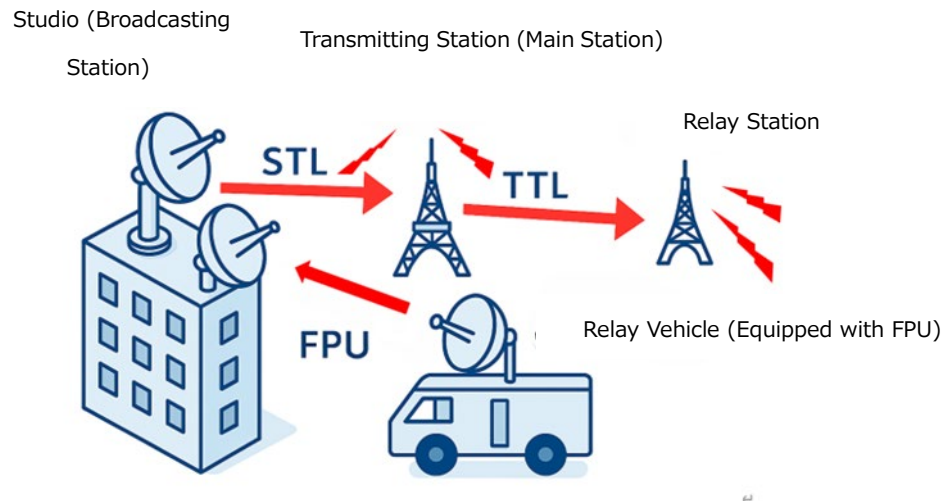 Studio (Broadcasting
Station)
Transmitting Station (Main Station)
Relay Station
STL
TTL
Relay Vehicle (Equipped with FPU)
FPU